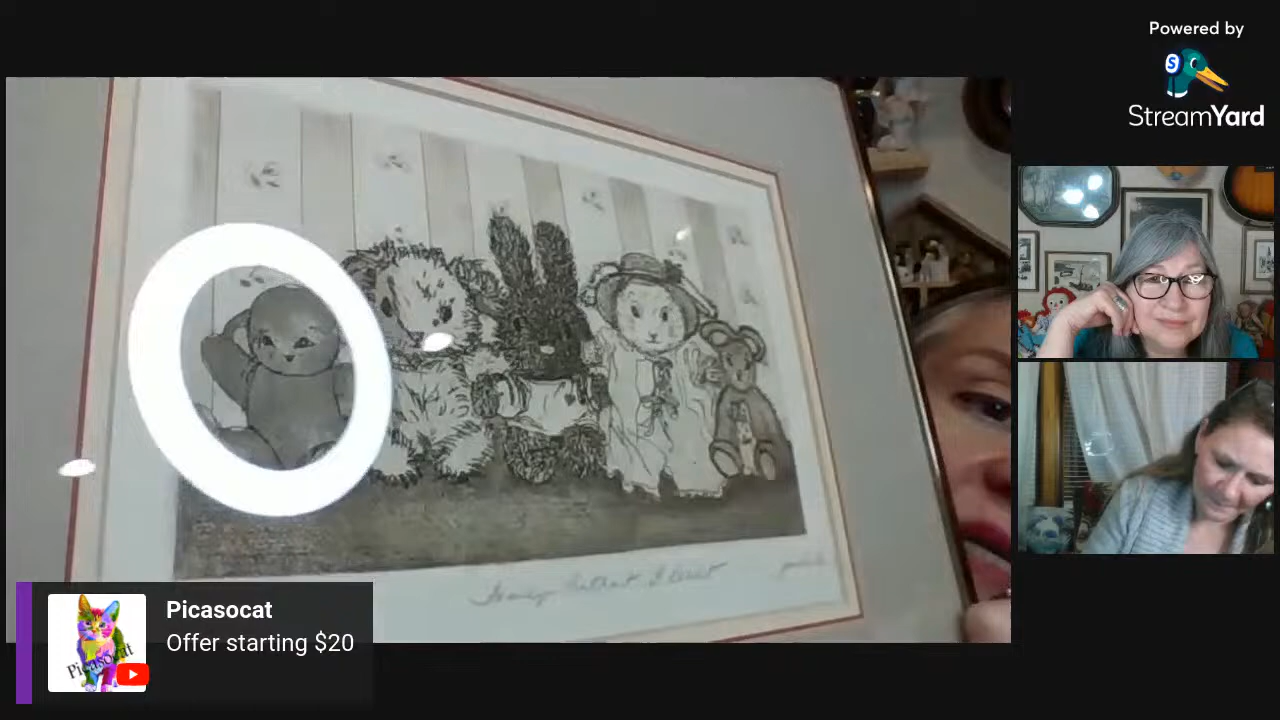 Powered by
StreamYard
Picasocat
Offer starting $20
Picasocat